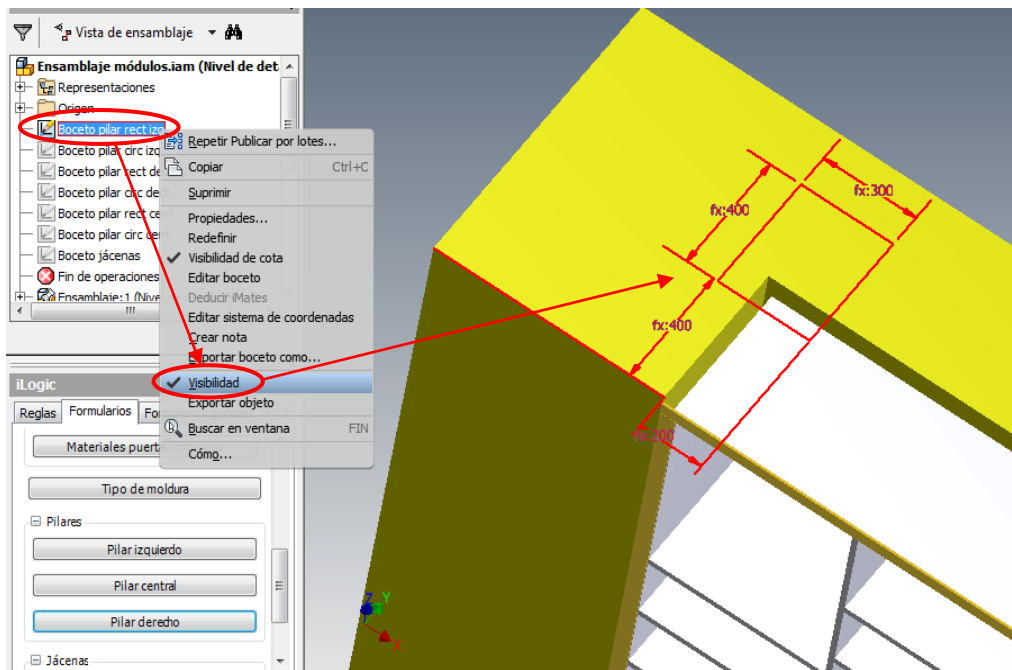 Vista de ensamblaje
Ensamblaje módulos.iam (Nivel de det
Representaciones
Origen
Boceto pilar rect izq
Boceto pilar circ izq
Boceto pilar rect de
Boceto pilar circ de
Boceto pilar rect ce
Boceto pilar circ cent
Boceto jácenas
Fin de operaciones
Ensamblaje:1 (Nive
Repetir Publicar por lotes...
Copiar Ctrl+C
Suprimir
Propiedades...
Redefinir
Visibilidad de cota
Editar boceto
Deducir iMates
Editar sistema de coordenadas
Crear nota
Exportar boceto como...
Visibilidad
Exportar objeto
Buscar en ventana FIN
Cómo...
iLogic
Reglas Formularios For
Materiales puert
Tipo de moldura
Pilares
Pilar izquierdo
Pilar central
Pilar derecho
Jácenas
fx:300
fx:400
fx:400
fx:200
Z Y
X